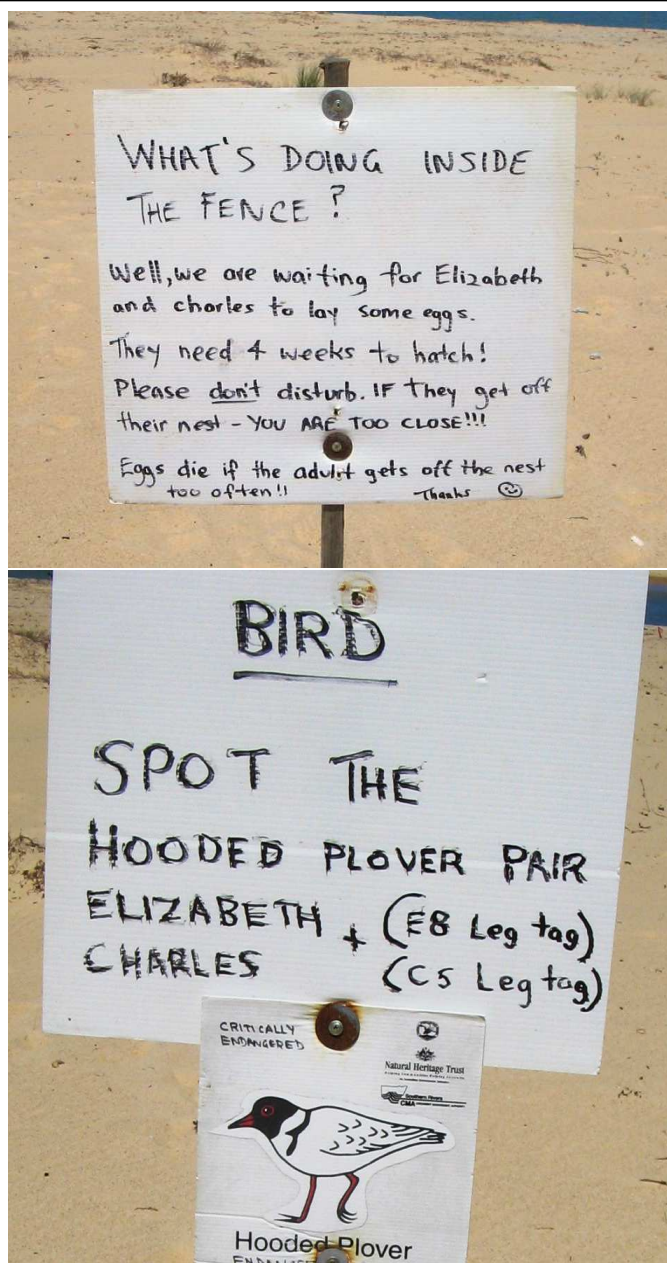 WHAT'S DOING INSIDE
THE FENCE?
Well, we are waiting for Elizabeth
and charles to lay some eggs.
They need 4 weeks to hatch!
Please don't disturb. IF They get off
their nest - YOU ARE TOO CLOSE!!!
Eggs die if the adult gets off the nest
too often!!
Thanks ☺
BIRD
SPOT THE
HOODED PLOVER PAIR
ELIZABETH + (E8 Leg tag)
CHARLES (C5 Leg tag)
CRITICALLY
ENDANGERED
Natural Heritage Trust
Southern Rivers
CMA
Hooded Plover